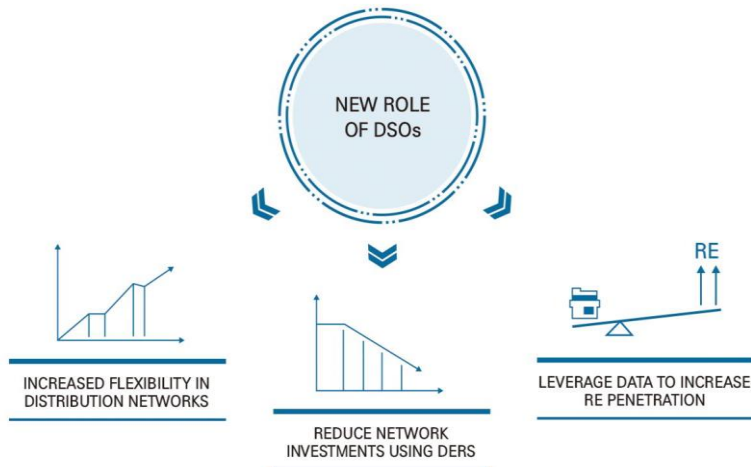 NEW ROLE
OF DSOs
RE
INCREASED FLEXIBILITY IN
DISTRIBUTION NETWORKS
REDUCE NETWORK
INVESTMENTS USING DERS
LEVERAGE DATA TO INCREASE
RE PENETRATION